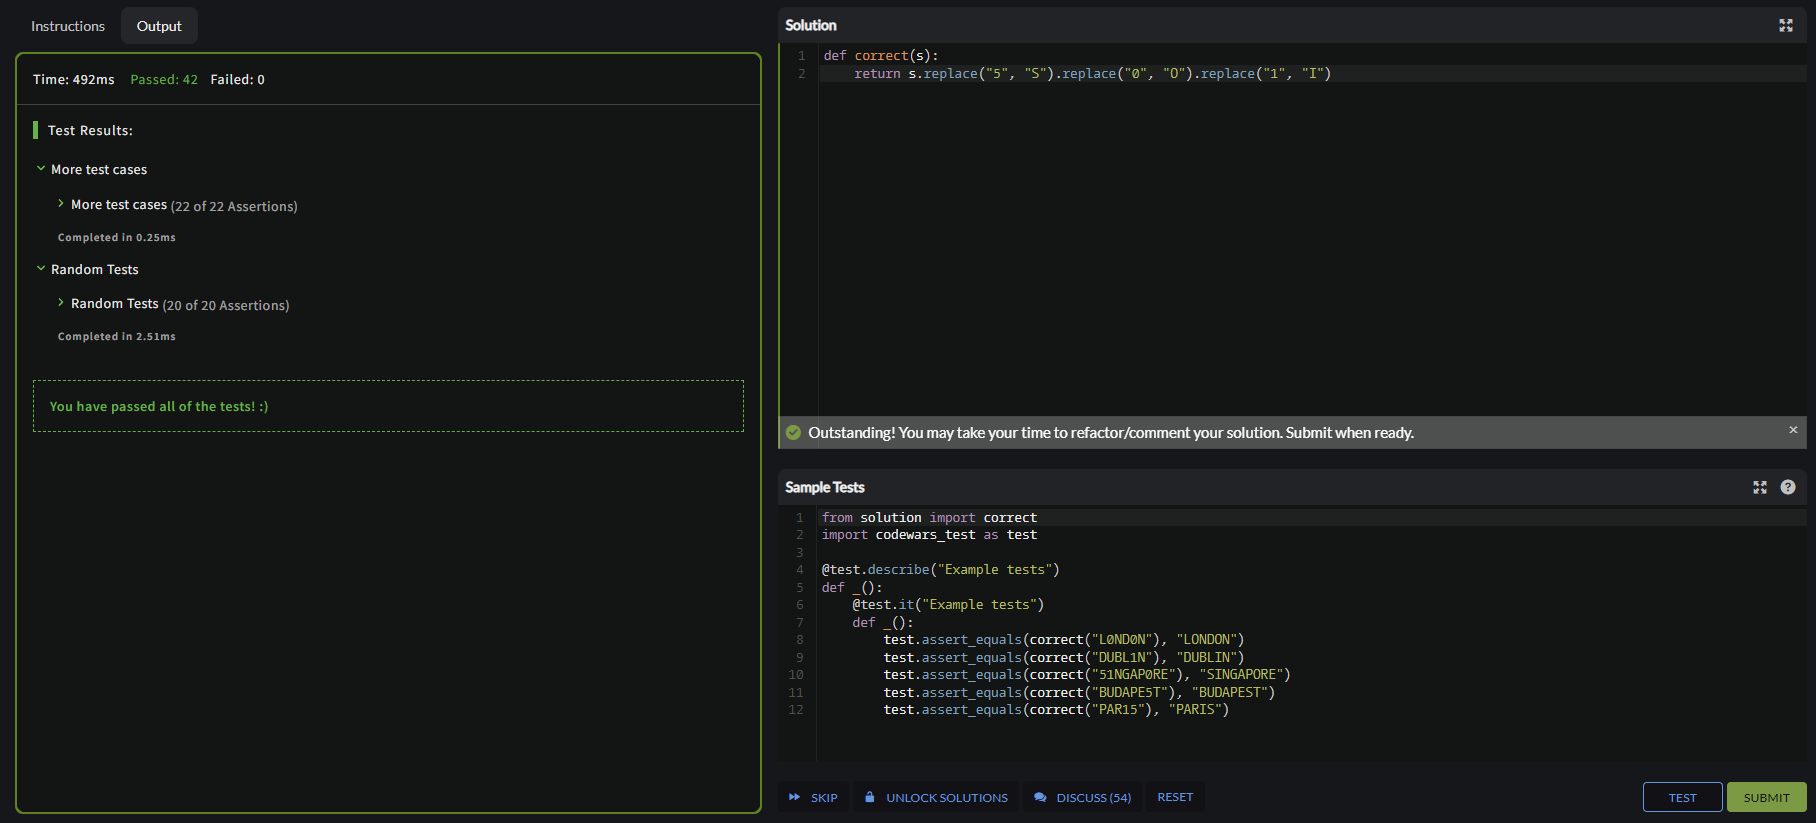 Instructions
Output
Time: 492ms Passed: 42 Failed: 0
Test Results:
More test cases
More test cases (22 of 22 Assertions)
Completed in 0.25ms
Random Tests
Random Tests (20 of 20 Assertions)
Completed in 2.51ms
You have passed all of the tests! :)
Solution
1 def correct(s):
2     return s.replace("5", "S").replace("0", "O").replace("1", "I")
Outstanding! You may take your time to refactor/comment your solution. Submit when ready.
Sample Tests
1 from solution import correct
2 import codewars_test as test
3
4 @test.describe("Example tests")
5 def _():
6     @test.it("Example tests")
7     def _():
8         test.assert_equals(correct("L0ND0N"), "LONDON")
9         test.assert_equals(correct("DUBL1N"), "DUBLIN")
10         test.assert_equals(correct("51NGAP0RE"), "SINGAPORE")
11         test.assert_equals(correct("BUDAPE5T"), "BUDAPEST")
12         test.assert_equals(correct("PAR15"), "PARIS")
SKIP
UNLOCK SOLUTIONS
DISCUSS (54)
RESET
TEST
SUBMIT